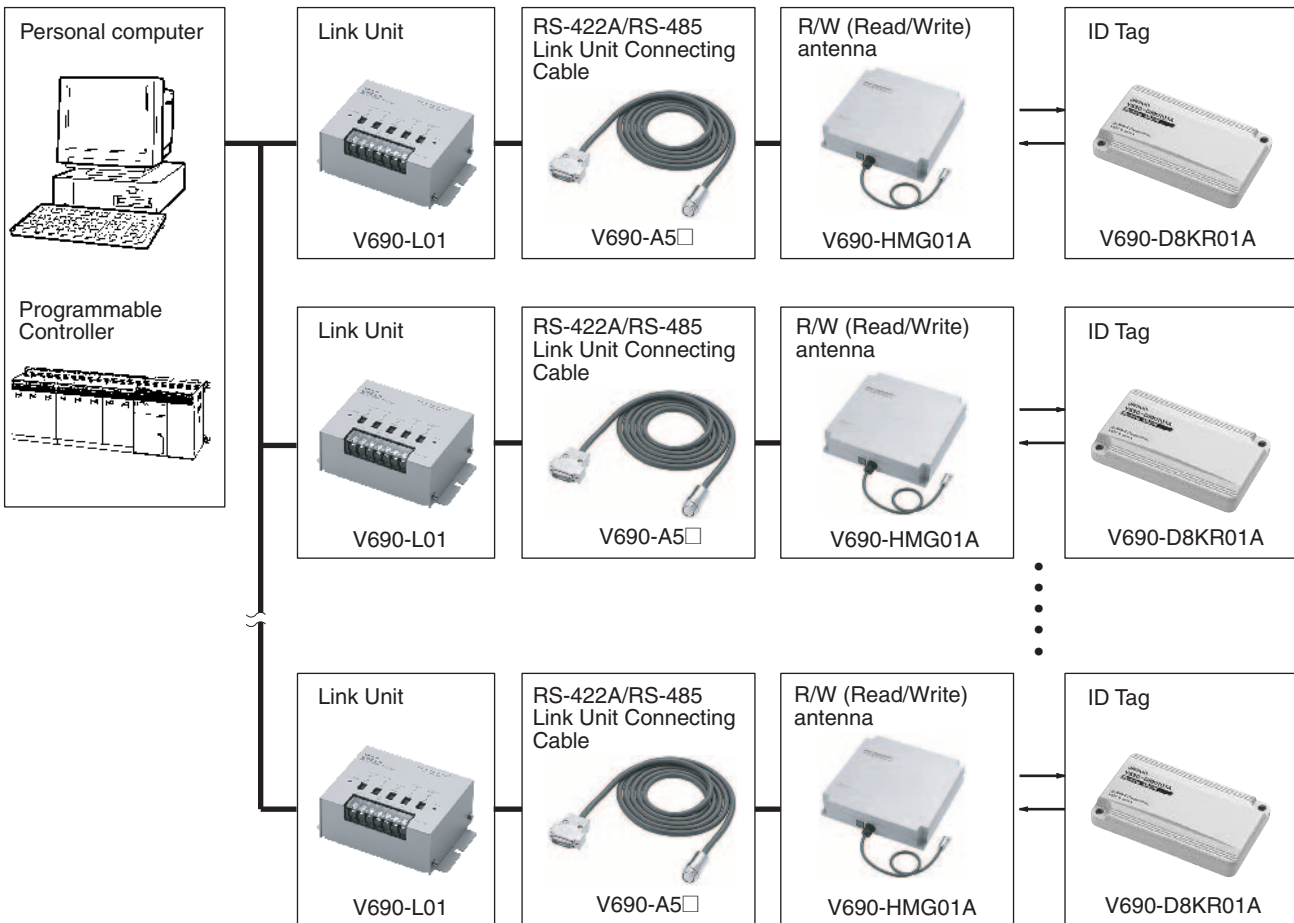 Personal computer
Programmable
Controller
Link Unit
V690-L01
RS-422A/RS-485
Link Unit Connecting
Cable
V690-A5□
R/W (Read/Write)
antenna
V690-HMG01A
ID Tag
V690-D8KR01A
Link Unit
V690-L01
RS-422A/RS-485
Link Unit Connecting
Cable
V690-A5□
R/W (Read/Write)
antenna
V690-HMG01A
ID Tag
V690-D8KR01A
Link Unit
V690-L01
RS-422A/RS-485
Link Unit Connecting
Cable
V690-A5□
R/W (Read/Write)
antenna
V690-HMG01A
ID Tag
V690-D8KR01A